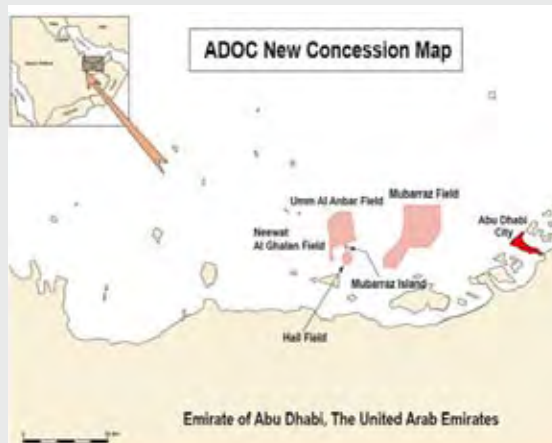 ADOC New Concession Map
Umm Al Anbar Field
Mubarraz Field
Abu Dhabi
City
Neewat
Al Ghalan Field
Mubarraz Island
Hail Field
Emirate of Abu Dhabi, The United Arab Emirates